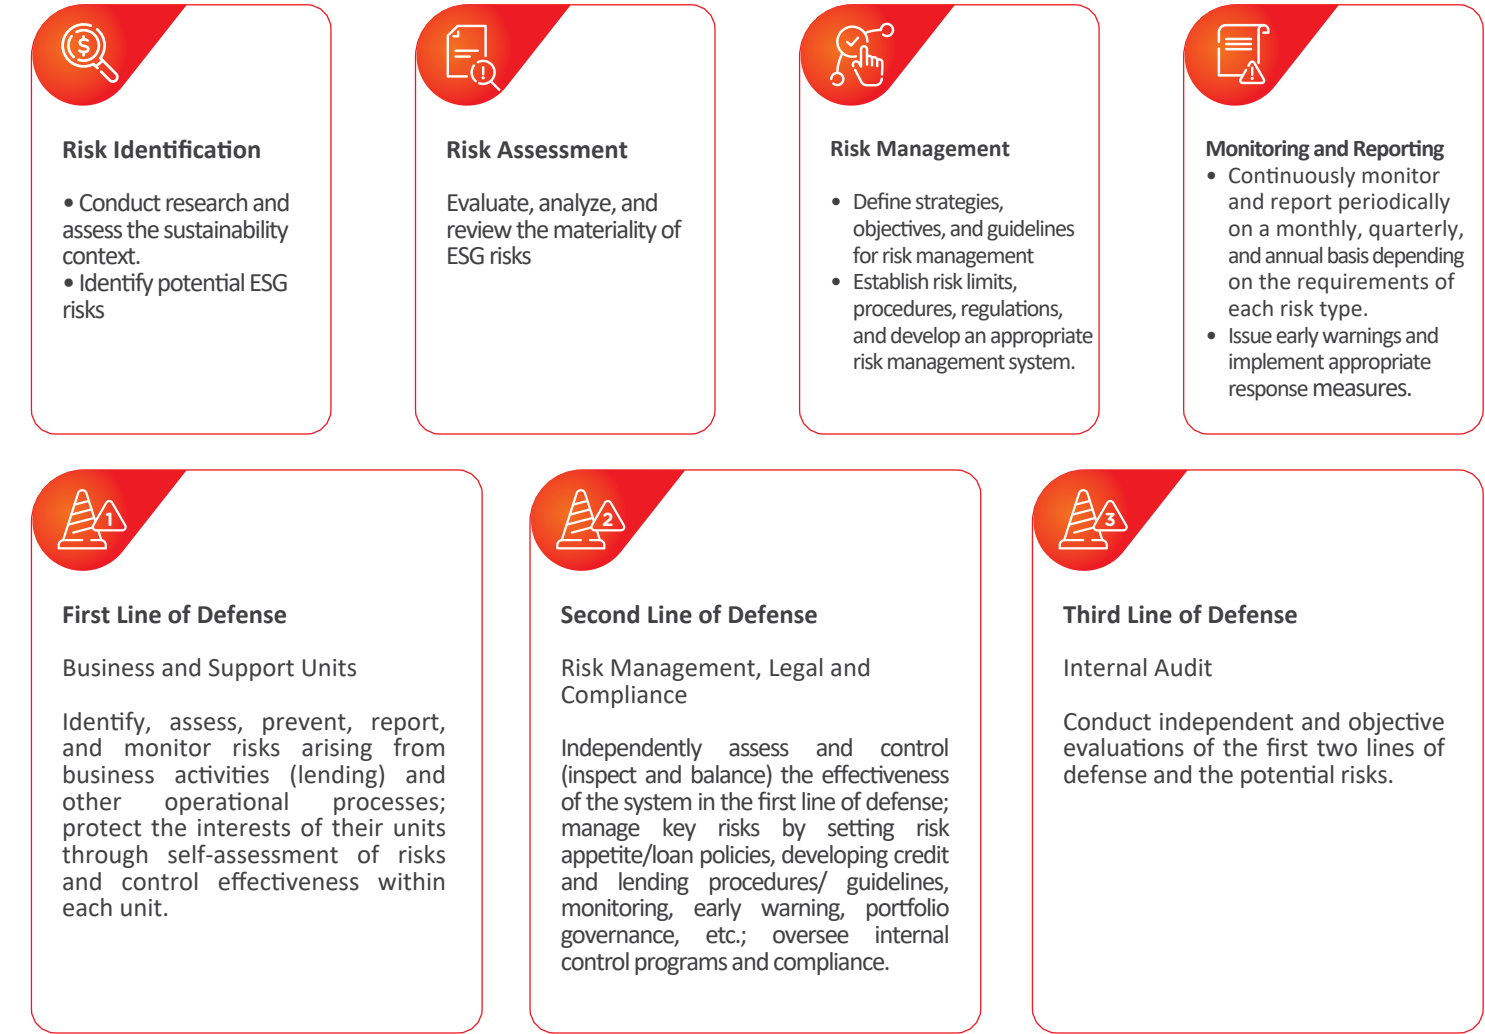 Risk Identification
• Conduct research and
assess the sustainability
context.
• Identify potential ESG
risks
Risk Assessment
Evaluate, analyze, and
review the materiality of
ESG risks
Risk Management
• Define strategies,
objectives, and guidelines
for risk management
• Establish risk limits,
procedures, regulations,
and develop an appropriate
risk management system.
Monitoring and Reporting
• Continuously monitor
and report periodically
on a monthly, quarterly,
and annual basis depending
on the requirements of
each risk type.
• Issue early warnings and
implement appropriate
response measures.
1
First Line of Defense
Business and Support Units
Identify, assess, prevent, report,
and monitor risks arising from
business activities (lending) and
other operational processes;
protect the interests of their units
through self-assessment of risks
and control effectiveness within
each unit.
2
Second Line of Defense
Risk Management, Legal and
Compliance
Independently assess and control
(inspect and balance) the effectiveness
of the system in the first line of defense;
manage key risks by setting risk
appetite/loan policies, developing credit
and lending procedures/ guidelines,
monitoring, early warning, portfolio
governance, etc.; oversee internal
control programs and compliance.
3
Third Line of Defense
Internal Audit
Conduct independent and objective
evaluations of the first two lines of
defense and the potential risks.